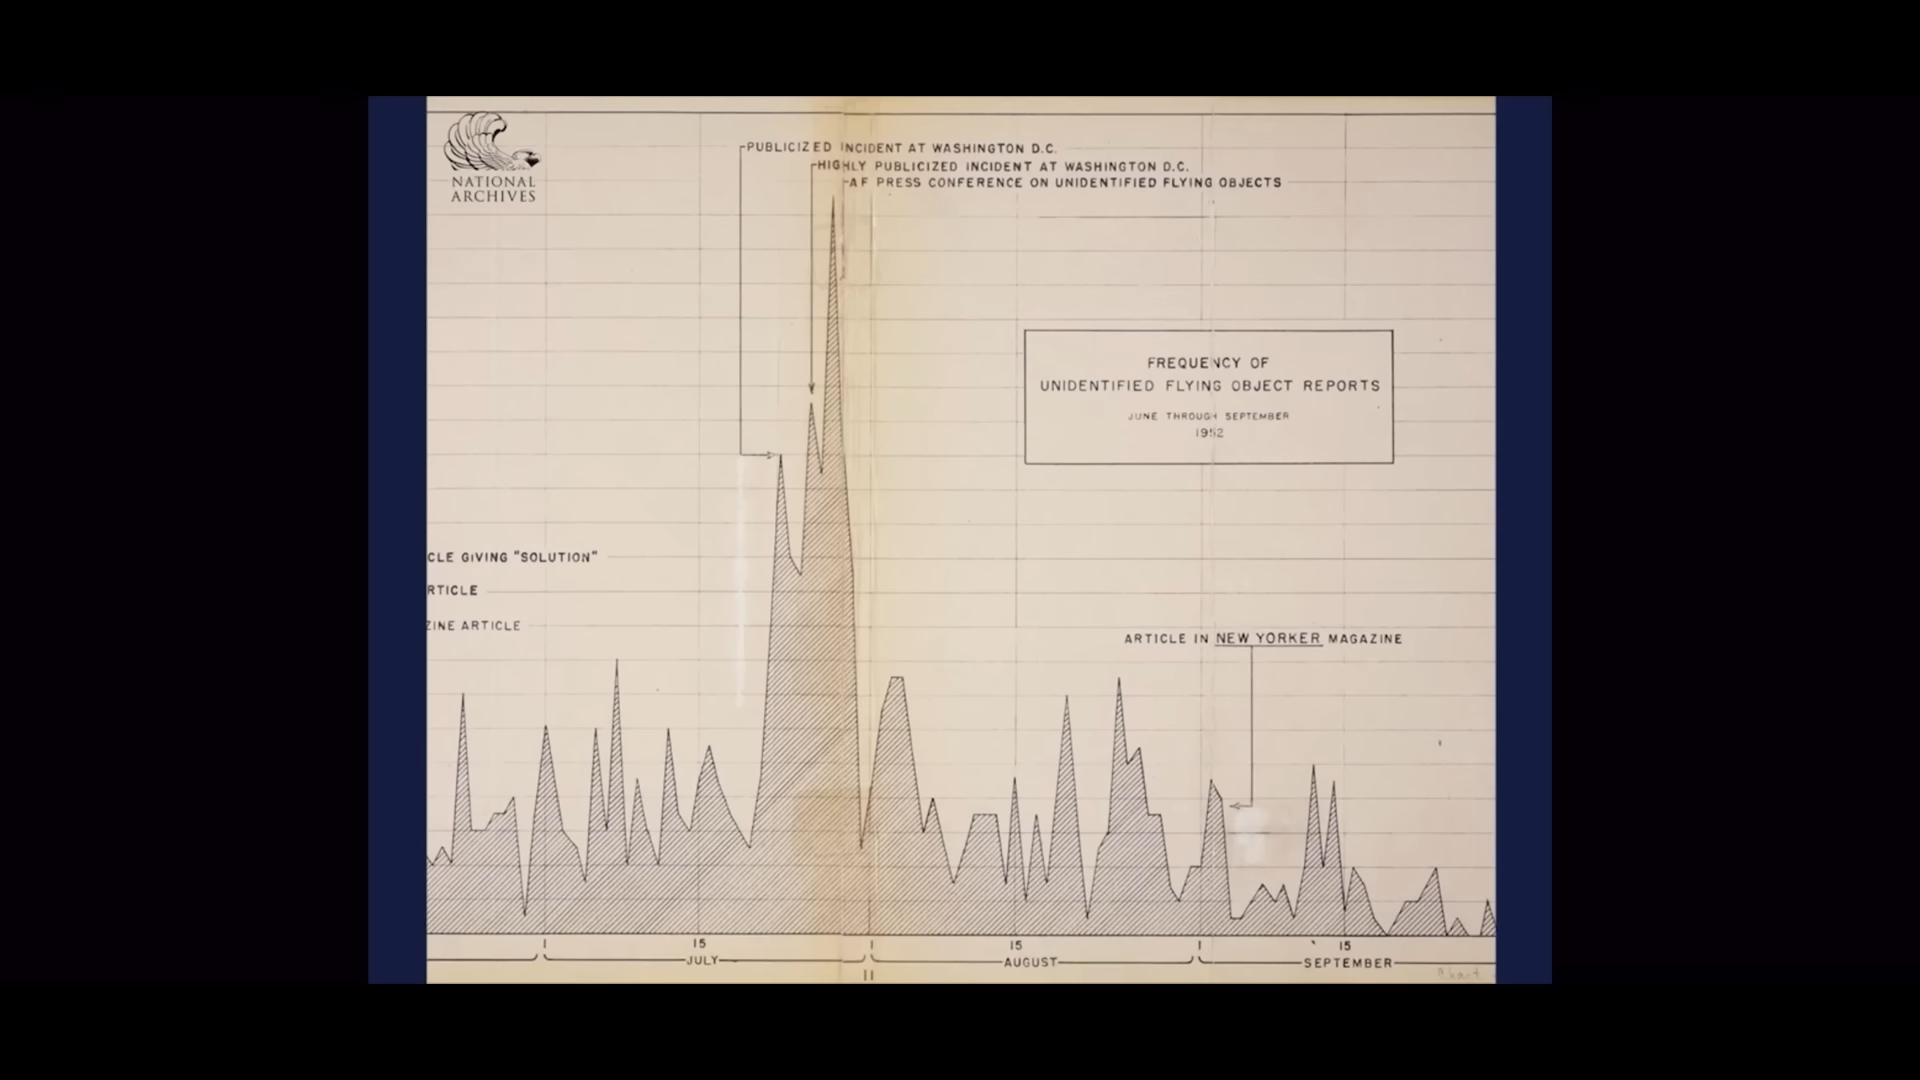 NATIONAL
ARCHIVES
PUBLICIZED INCIDENT AT WASHINGTON D.C.
HIGHLY PUBLICIZED INCIDENT AT WASHINGTON D.C.
AF PRESS CONFERENCE ON UNIDENTIFIED FLYING OBJECTS
FREQUENCY OF
UNIDENTIFIED FLYING OBJECT REPORTS
JUNE THROUGH SEPTEMBER
1952
CLE GIVING "SOLUTION"
RTICLE
ZINE ARTICLE
ARTICLE IN NEW YORKER MAGAZINE
1 15 1 15 1 15
JULY AUGUST SEPTEMBER
11
Chart